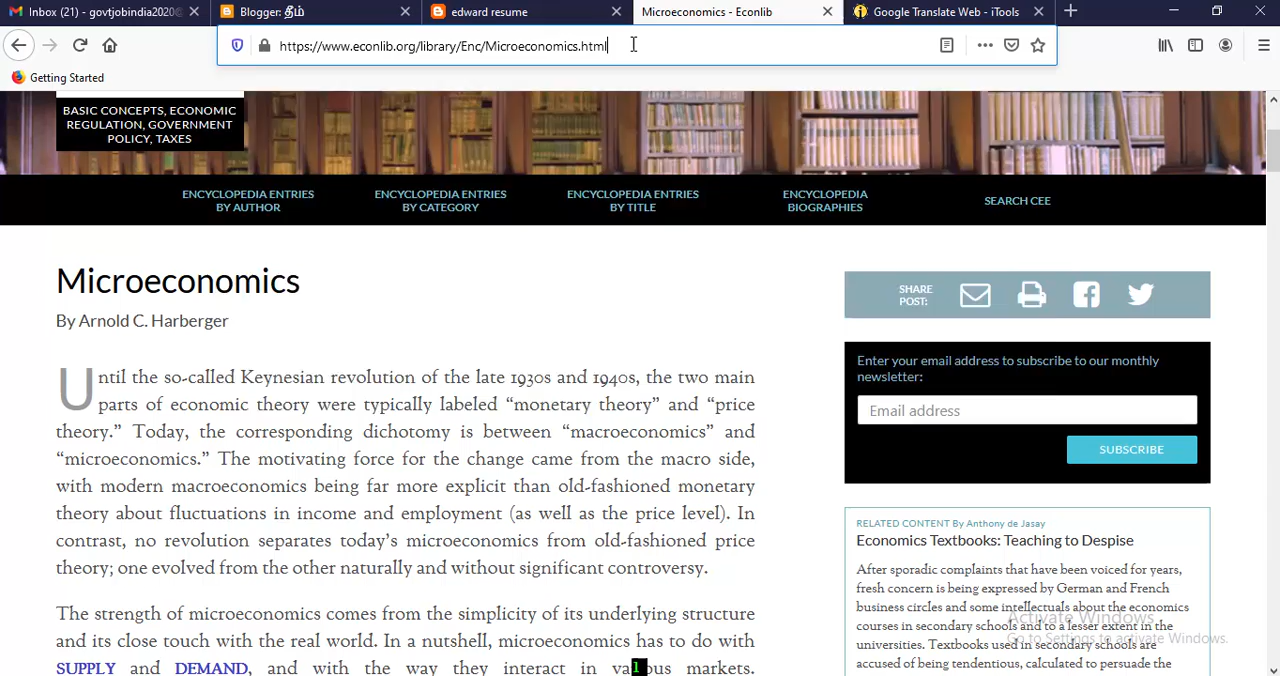 Inbox (21) - govtjobindia2020@
Blogger: தீம்
edward resume
Microeconomics - Econlib
Google Translate Web - iTools
https://www.econlib.org/library/Enc/Microeconomics.html
Getting Started
BASIC CONCEPTS, ECONOMIC
REGULATION, GOVERNMENT
POLICY, TAXES
ENCYCLOPEDIA ENTRIES
BY AUTHOR
ENCYCLOPEDIA ENTRIES
BY CATEGORY
ENCYCLOPEDIA ENTRIES
BY TITLE
ENCYCLOPEDIA
BIOGRAPHIES
SEARCH CEE
Microeconomics
By Arnold C. Harberger
Until the so-called Keynesian revolution of the late 1930s and 1940s, the two main
parts of economic theory were typically labeled “monetary theory” and “price
theory.” Today, the corresponding dichotomy is between “macroeconomics” and
“microeconomics.” The motivating force for the change came from the macro side,
with modern macroeconomics being far more explicit than old-fashioned monetary
theory about fluctuations in income and employment (as well as the price level). In
contrast, no revolution separates today’s microeconomics from old-fashioned price
theory; one evolved from the other naturally and without significant controversy.
The strength of microeconomics comes from the simplicity of its underlying structure
and its close touch with the real world. In a nutshell, microeconomics has to do with
SUPPLY and DEMAND, and with the way they interact in various markets.
1
SHARE
POST:
Enter your email address to subscribe to our monthly
newsletter:
Email address
SUBSCRIBE
RELATED CONTENT By Anthony de Jasay
Economics Textbooks: Teaching to Despise
After sporadic complaints that have been voiced for years,
fresh concern is being expressed by German and French
business circles and some intellectuals about the economics
courses in secondary schools and to a lesser extent in the
universities. Textbooks used in secondary schools are
accused of being tendentious, calculated to persuade the
Activate Windows
Go to Settings to activate Windows.